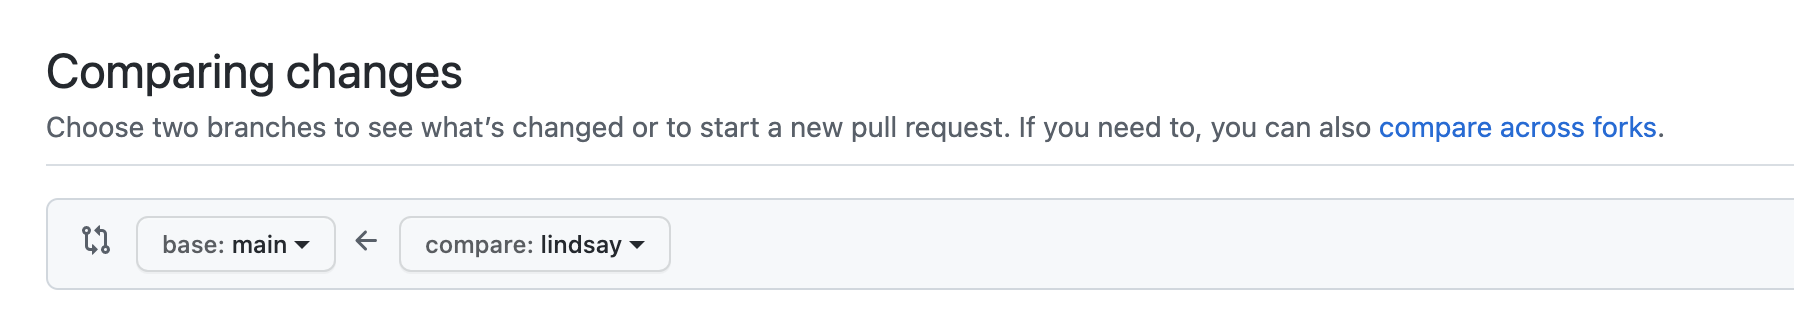 Comparing changes
Choose two branches to see what’s changed or to start a new pull request. If you need to, you can also compare across forks.
base: main compare: lindsay